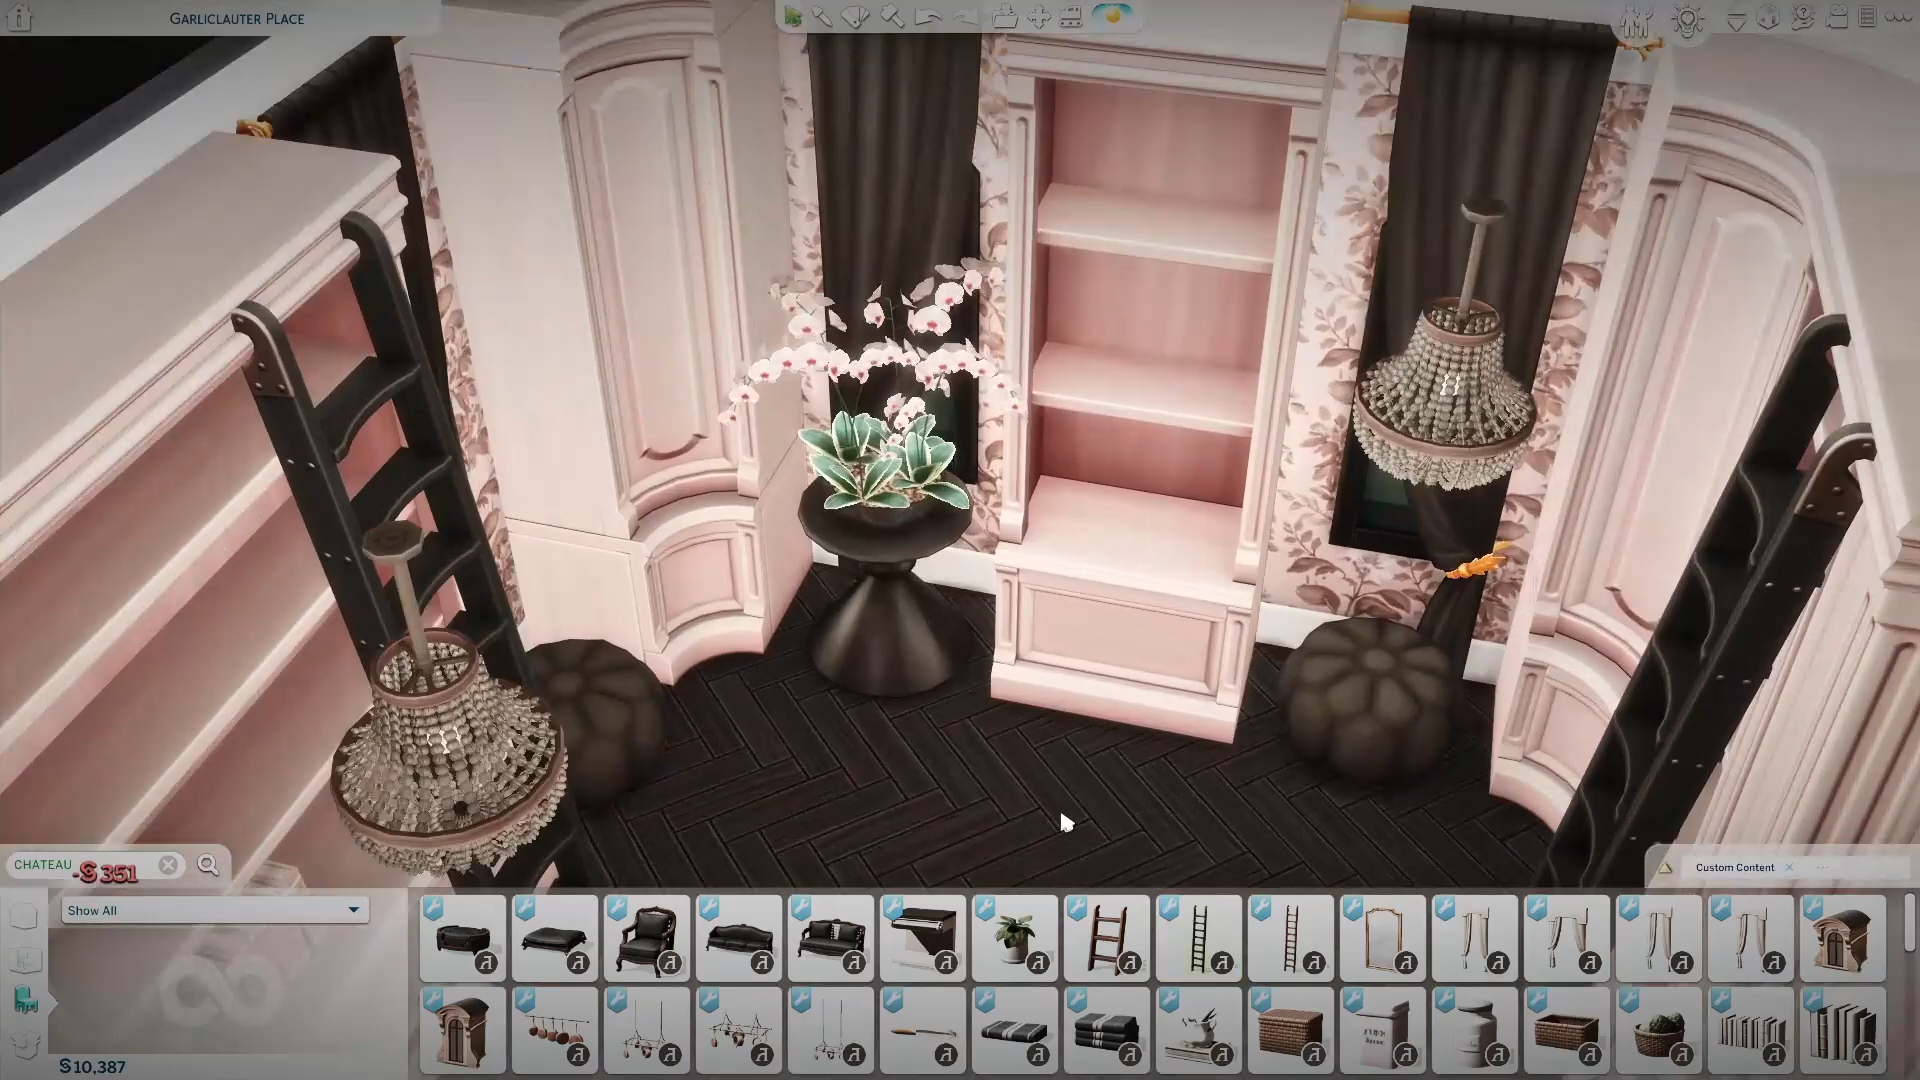 GARLICLAUTER PLACE
CHATEAU
-§351
Custom Content
Show All
§10,387